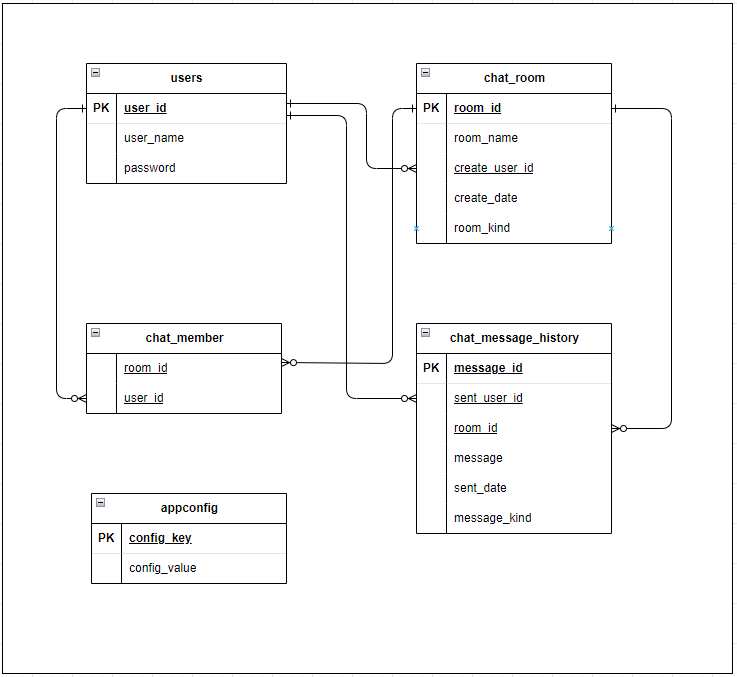 users
PK user_id
user_name
password
chat_room
PK room_id
room_name
create_user_id
create_date
room_kind
chat_member
room_id
user_id
chat_message_history
PK message_id
sent_user_id
room_id
message
sent_date
message_kind
appconfig
PK config_key
config_value